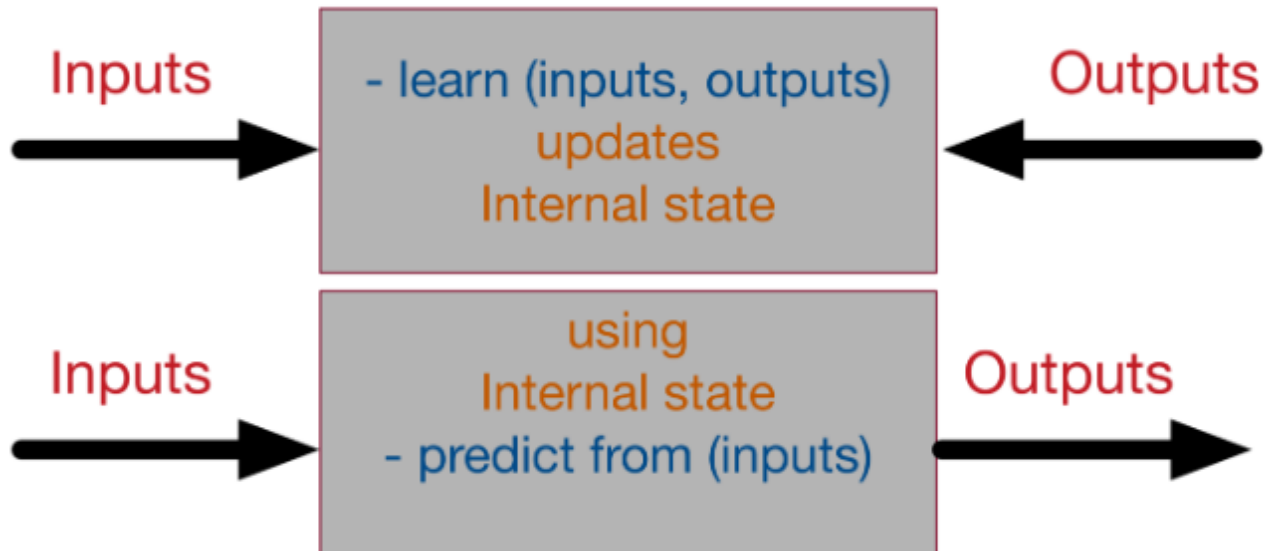 Inputs
- learn (inputs, outputs)
updates
Internal state
Outputs
Inputs
using
Internal state
- predict from (inputs)
Outputs